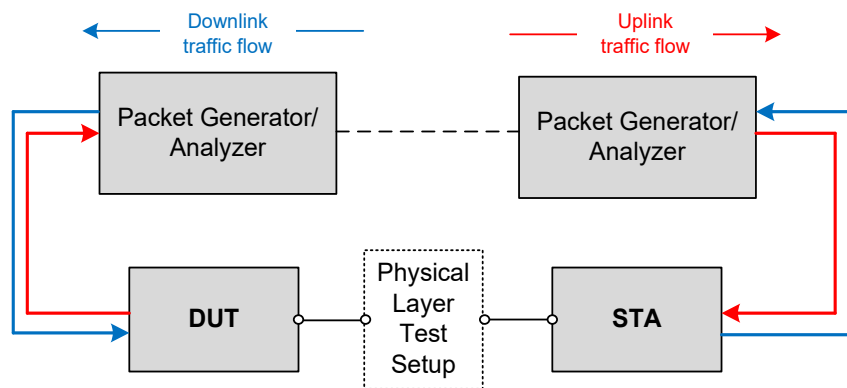 Downlink
traffic flow
Uplink
traffic flow
Packet Generator/
Analyzer
Packet Generator/
Analyzer
DUT
Physical
Layer
Test
Setup
STA